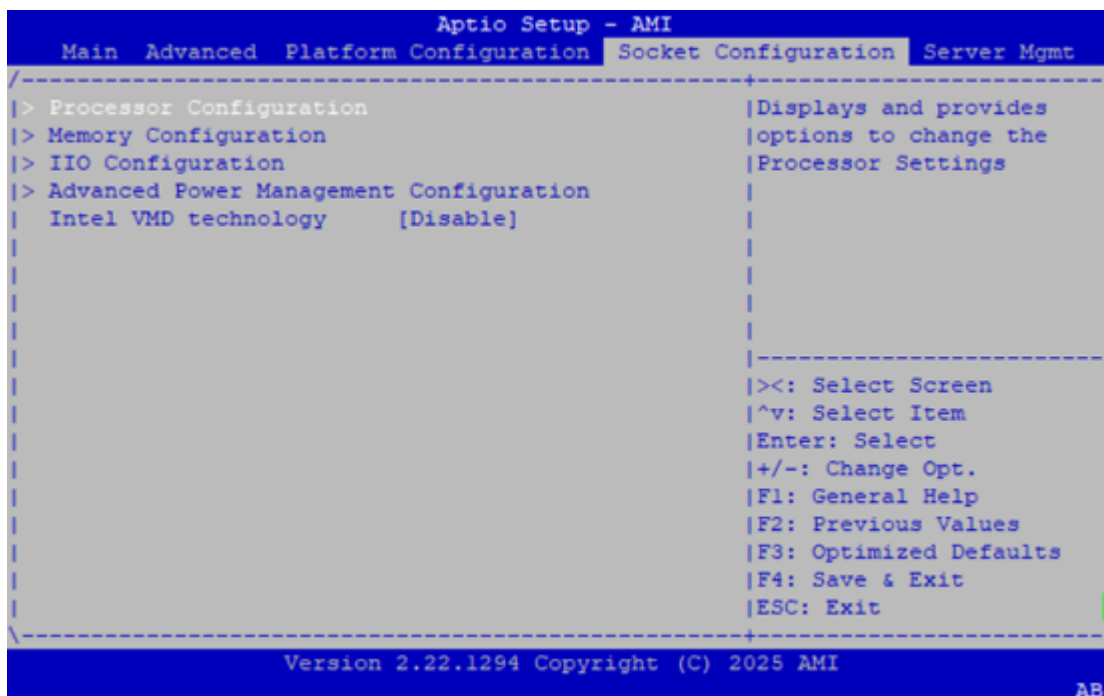 Aptio Setup - AMI
Main Advanced Platform Configuration Socket Configuration Server Mgmt
/----------------------------------------------------+-------------------------
|> Processor Configuration |Displays and provides
|> Memory Configuration |options to change the
|> IIO Configuration |Processor Settings
|> Advanced Power Management Configuration |
| Intel VMD technology [Disable] |
|><: Select Screen
|^v: Select Item
|Enter: Select
|+/-: Change Opt.
|F1: General Help
|F2: Previous Values
|F3: Optimized Defaults
|F4: Save & Exit
|ESC: Exit
\----------------------------------------------------+-------------------------
Version 2.22.1294 Copyright (C) 2025 AMI
AB